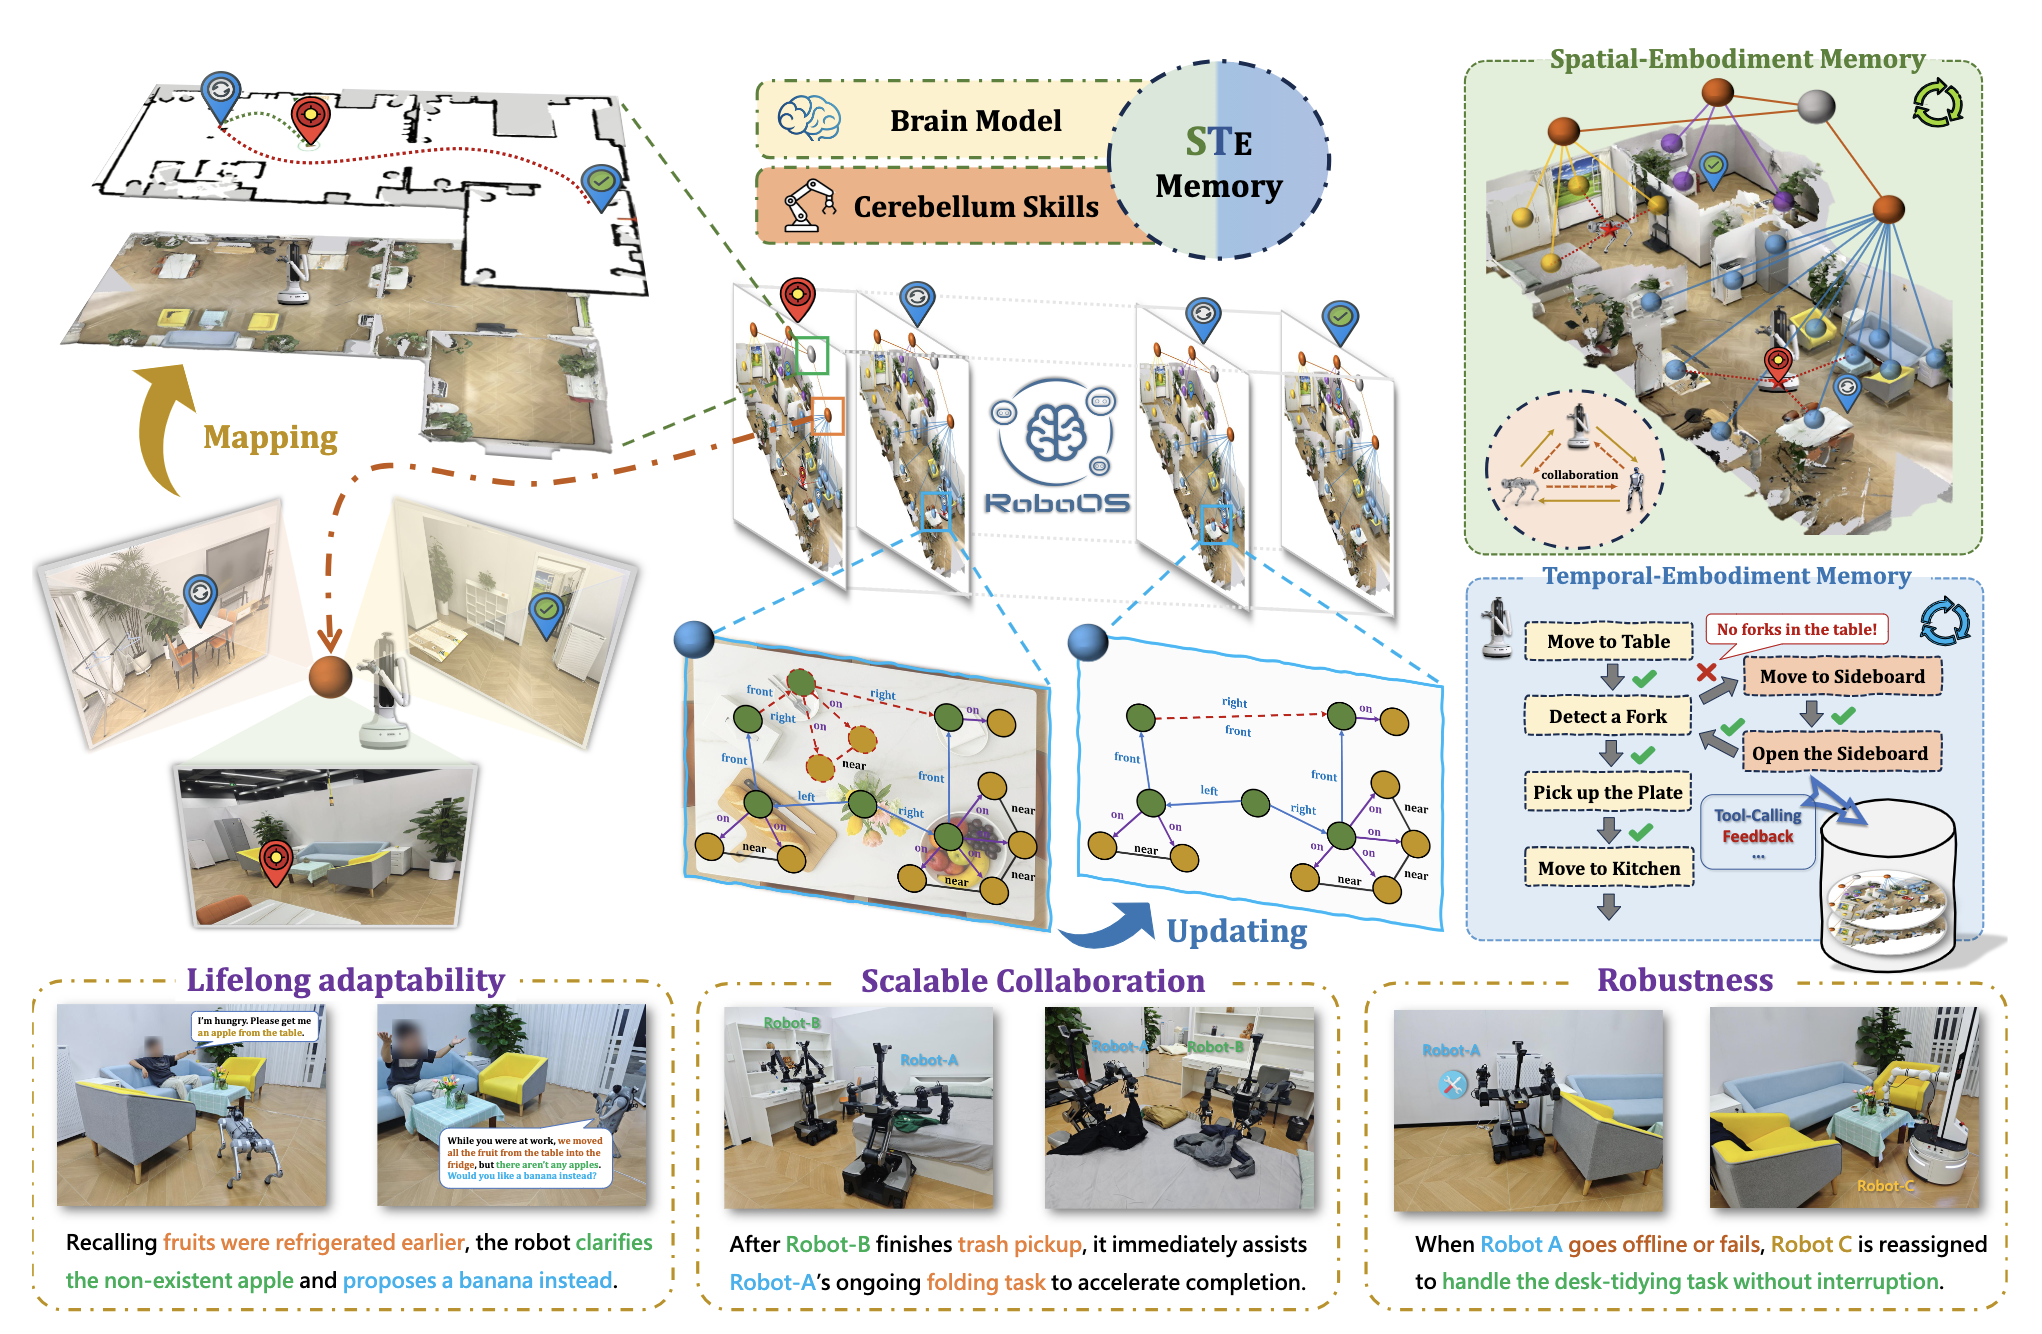 Brain Model
Cerebellum Skills
STE
Memory
Mapping
RoboOS
Spatial-Embodiment Memory
collaboration
Temporal-Embodiment Memory
Move to Table
No forks in the table!
Detect a Fork
Move to Sideboard
Open the Sideboard
Pick up the Plate
Move to Kitchen
Tool-Calling
Feedback
...
front
right
right
on
on
on
near
front
left
front
right
on
on
near
on
on
on
near
near
near
right
front
on
front
front
left
right
on
on
near
on
on
on
near
near
near
Updating
Lifelong adaptability
I'm hungry. Please get me
an apple from the table.
While you were at work, we moved
all the fruit from the table into the
fridge, but there aren't any apples.
Would you like a banana instead?
Recalling fruits were refrigerated earlier, the robot clarifies
the non-existent apple and proposes a banana instead.
Scalable Collaboration
Robot-B
Robot-A
Robot-A
Robot-B
After Robot-B finishes trash pickup, it immediately assists
Robot-A's ongoing folding task to accelerate completion.
Robustness
Robot-A
Robot-C
When Robot A goes offline or fails, Robot C is reassigned
to handle the desk-tidying task without interruption.